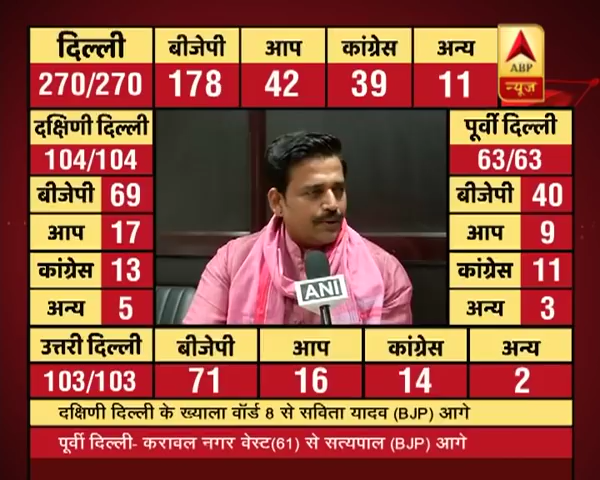 दिल्ली बीजेपी आप कांग्रेस अन्य
270/270 178 42 39 11
ABP
न्यूज़
दक्षिणी दिल्ली
104/104
बीजेपी 69
आप 17
कांग्रेस 13
अन्य 5
ANI
पूर्वी दिल्ली
63/63
बीजेपी 40
आप 9
कांग्रेस 11
अन्य 3
उत्तरी दिल्ली बीजेपी आप कांग्रेस अन्य
103/103 71 16 14 2
दक्षिणी दिल्ली के ख्याला वॉर्ड 8 से सविता यादव (BJP) आगे
पूर्वी दिल्ली- करावल नगर वेस्ट(61) से सत्यपाल (BJP) आगे